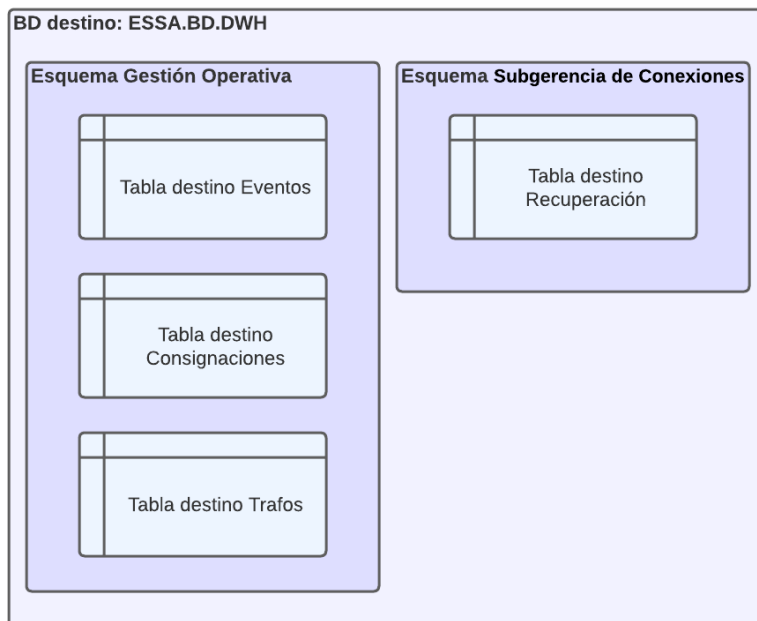 BD destino: ESSA.BD.DWH
Esquema Gestión Operativa
Tabla destino Eventos
Tabla destino
Consignaciones
Tabla destino Trafos
Esquema Subgerencia de Conexiones
Tabla destino
Recuperación